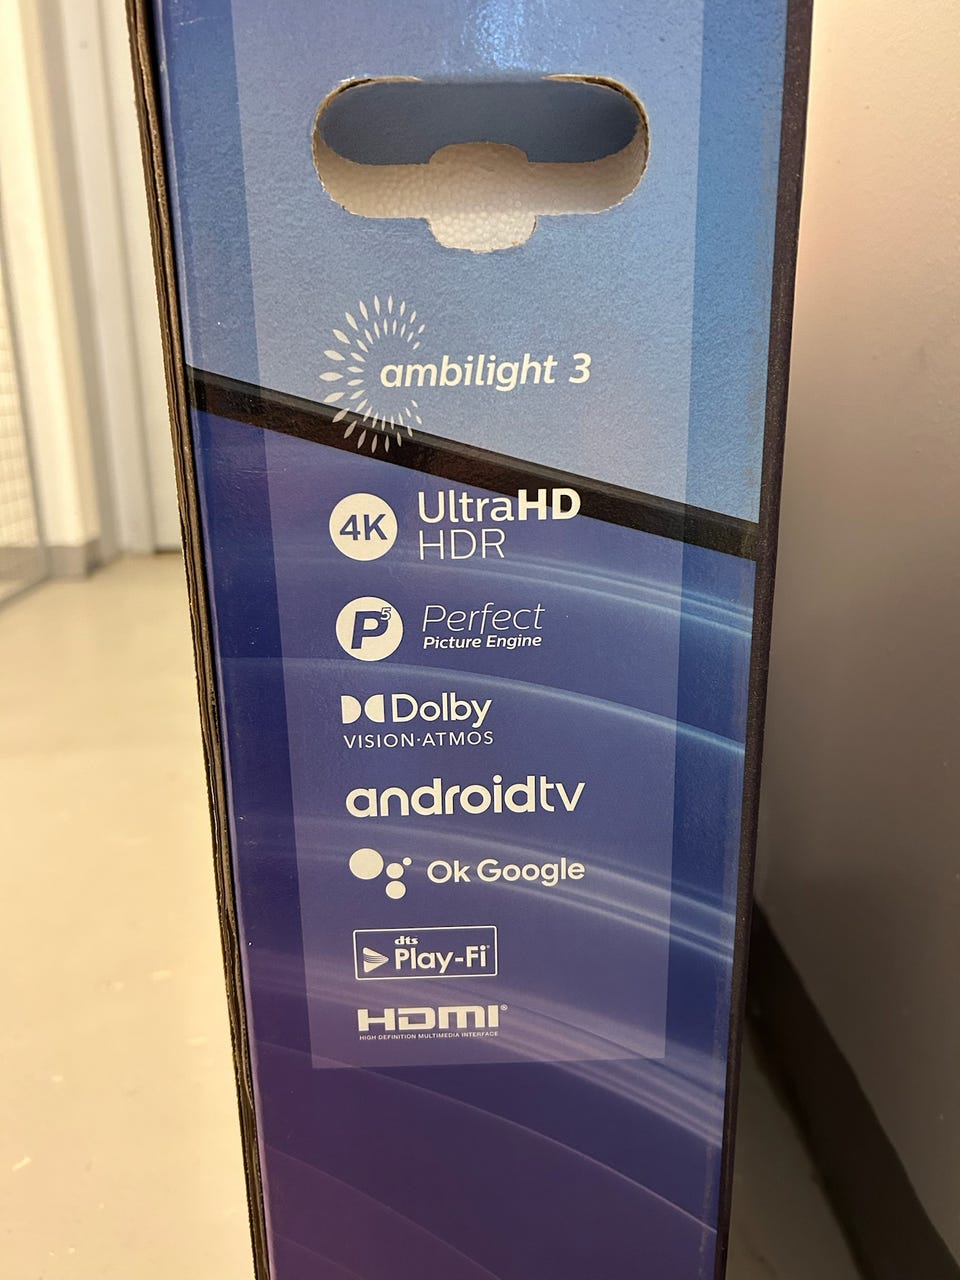 ambilight 3
4K UltraHD
HDR
P5 Perfect
Picture Engine
Dolby
VISION·ATMOS
androidtv
Ok Google
dts
Play-Fi
HDMI®
HIGH DEFINITION MULTIMEDIA INTERFACE